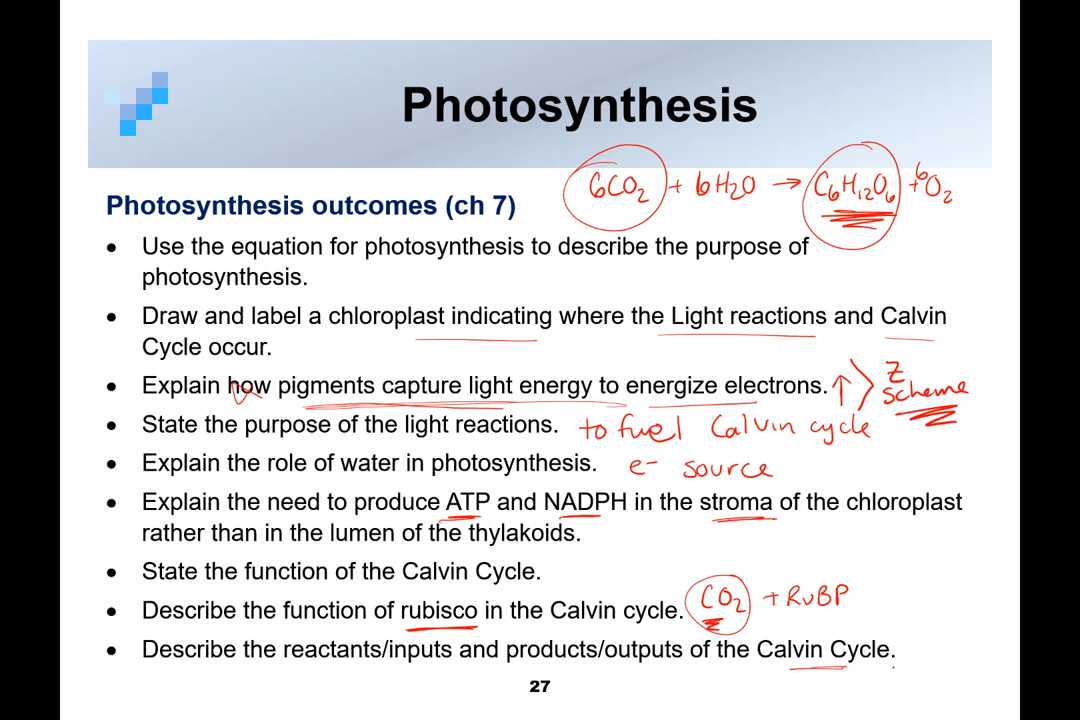 Photosynthesis
6CO₂ + 6H₂O → C₆H₁₂O₆ + 6O₂
Photosynthesis outcomes (ch 7)
• Use the equation for photosynthesis to describe the purpose of
photosynthesis.
• Draw and label a chloroplast indicating where the Light reactions and Calvin
Cycle occur.
• Explain how pigments capture light energy to energize electrons. ↑ > Z
scheme
• State the purpose of the light reactions. to fuel Calvin cycle
• Explain the role of water in photosynthesis. e⁻ source
• Explain the need to produce ATP and NADPH in the stroma of the chloroplast
rather than in the lumen of the thylakoids.
• State the function of the Calvin Cycle.
• Describe the function of rubisco in the Calvin cycle. CO₂ + RuBP
• Describe the reactants/inputs and products/outputs of the Calvin Cycle.
27